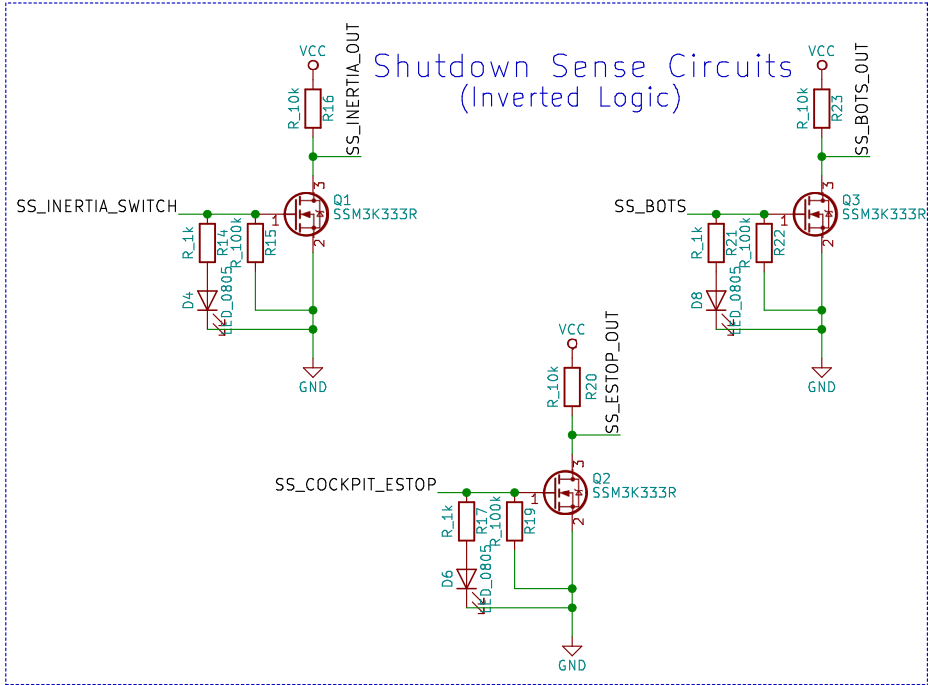 Shutdown Sense Circuits
(Inverted Logic)
VCC
R_10k
R16
SS_INERTIA_OUT
SS_INERTIA_SWITCH
3
1
2
Q1
SSM3K333R
R_1k
R14
R_100k
R15
D4
LED_0805
GND
VCC
R_10k
R23
SS_BOTS_OUT
SS_BOTS
3
1
2
Q3
SSM3K333R
R_1k
R21
R_100k
R22
D8
LED_0805
GND
VCC
R_10k
R20
SS_ESTOP_OUT
SS_COCKPIT_ESTOP
3
1
2
Q2
SSM3K333R
R_1k
R17
R_100k
R19
D6
LED_0805
GND